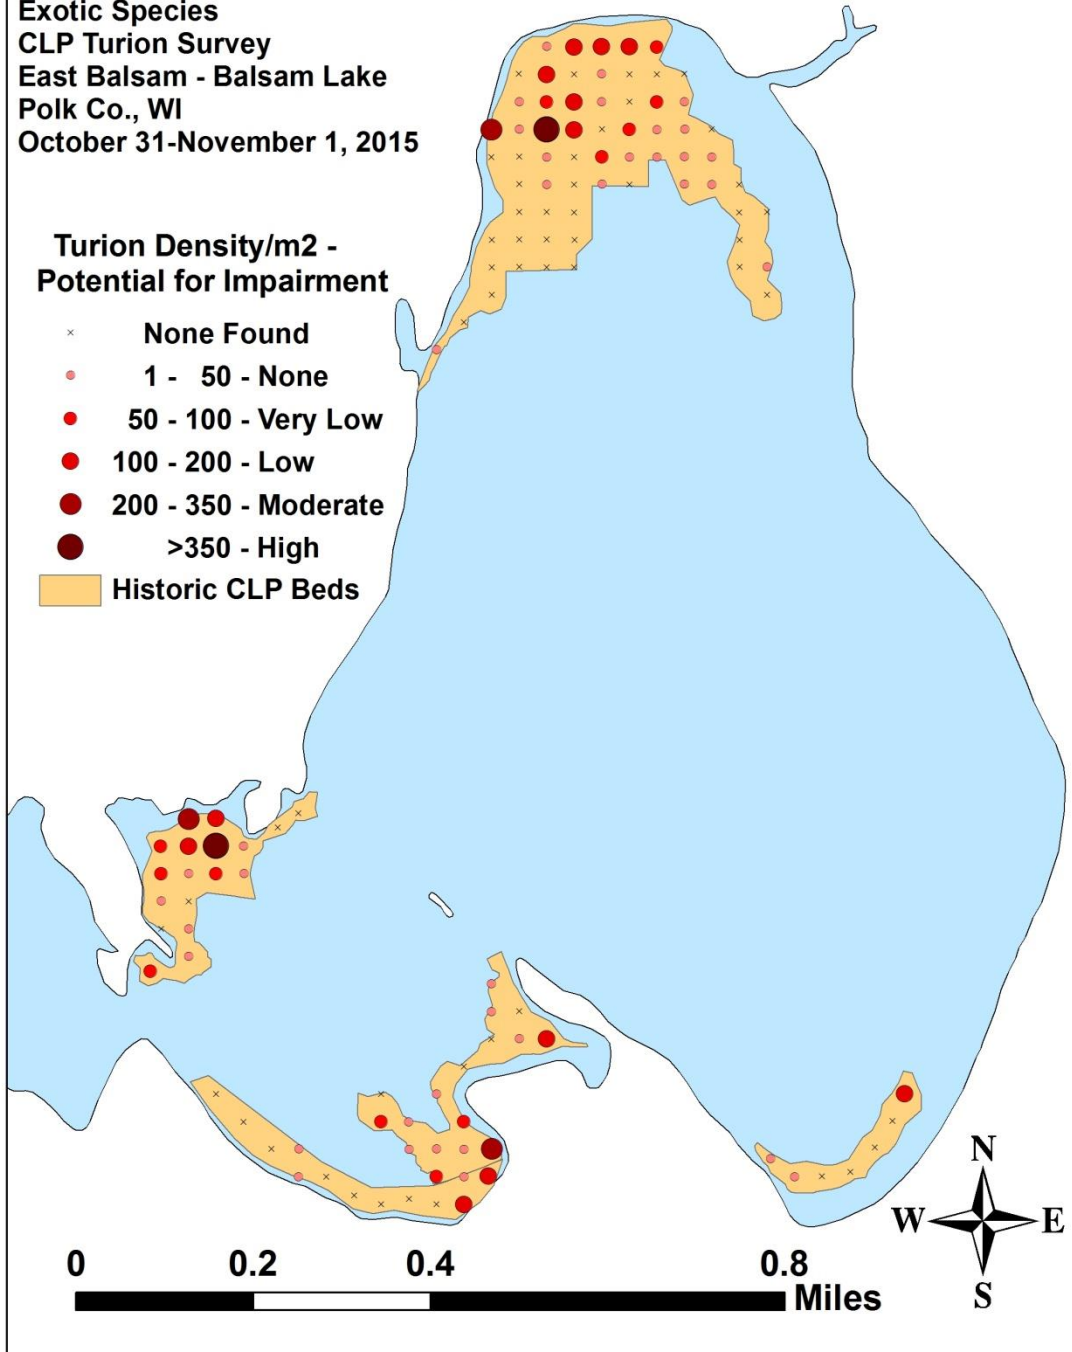 Exotic Species
CLP Turion Survey
East Balsam - Balsam Lake
Polk Co., WI
October 31-November 1, 2015
Turion Density/m2 -
Potential for Impairment
None Found
1 - 50 - None
50 - 100 - Very Low
100 - 200 - Low
200 - 350 - Moderate
>350 - High
Historic CLP Beds
N
W E
S
0 0.2 0.4 0.8
Miles